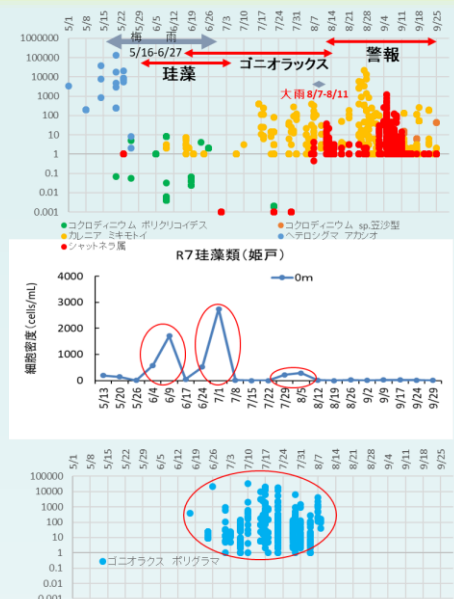 5/1 5/8 5/15 5/22 5/29 6/5 6/12 6/19 6/26 7/3 7/10 7/17 7/24 7/31 8/7 8/14 8/21 8/28 9/4 9/11 9/18 9/25
梅 雨
5/16-6/27
珪藻
ゴニオラックス
警報
大雨8/7-8/11
1000000
100000
10000
1000
100
10
1
0.1
0.01
0.001
コクロディニウム ポリクリコイデス
コクロディニウム sp.笠沙型
カレニア ミキモトイ
ヘテロシグマ アカシオ
シャットネラ属
R7珪藻類(姫戸)
0m
細胞密度(cells/mL)
4000
3000
2000
1000
0
5/13 5/20 5/26 6/4 6/9 6/17 6/24 7/1 7/8 7/15 7/22 7/29 8/5 8/12 8/19 8/26 9/2 9/9 9/17 9/24 9/29
5/1 5/8 5/15 5/22 5/29 6/5 6/12 6/19 6/26 7/3 7/10 7/17 7/24 7/31 8/7 8/14 8/21 8/28 9/4 9/11 9/18 9/25
100000
10000
1000
100
10
1
0.1
0.01
0.001
ゴニオラクス ポリグラマ